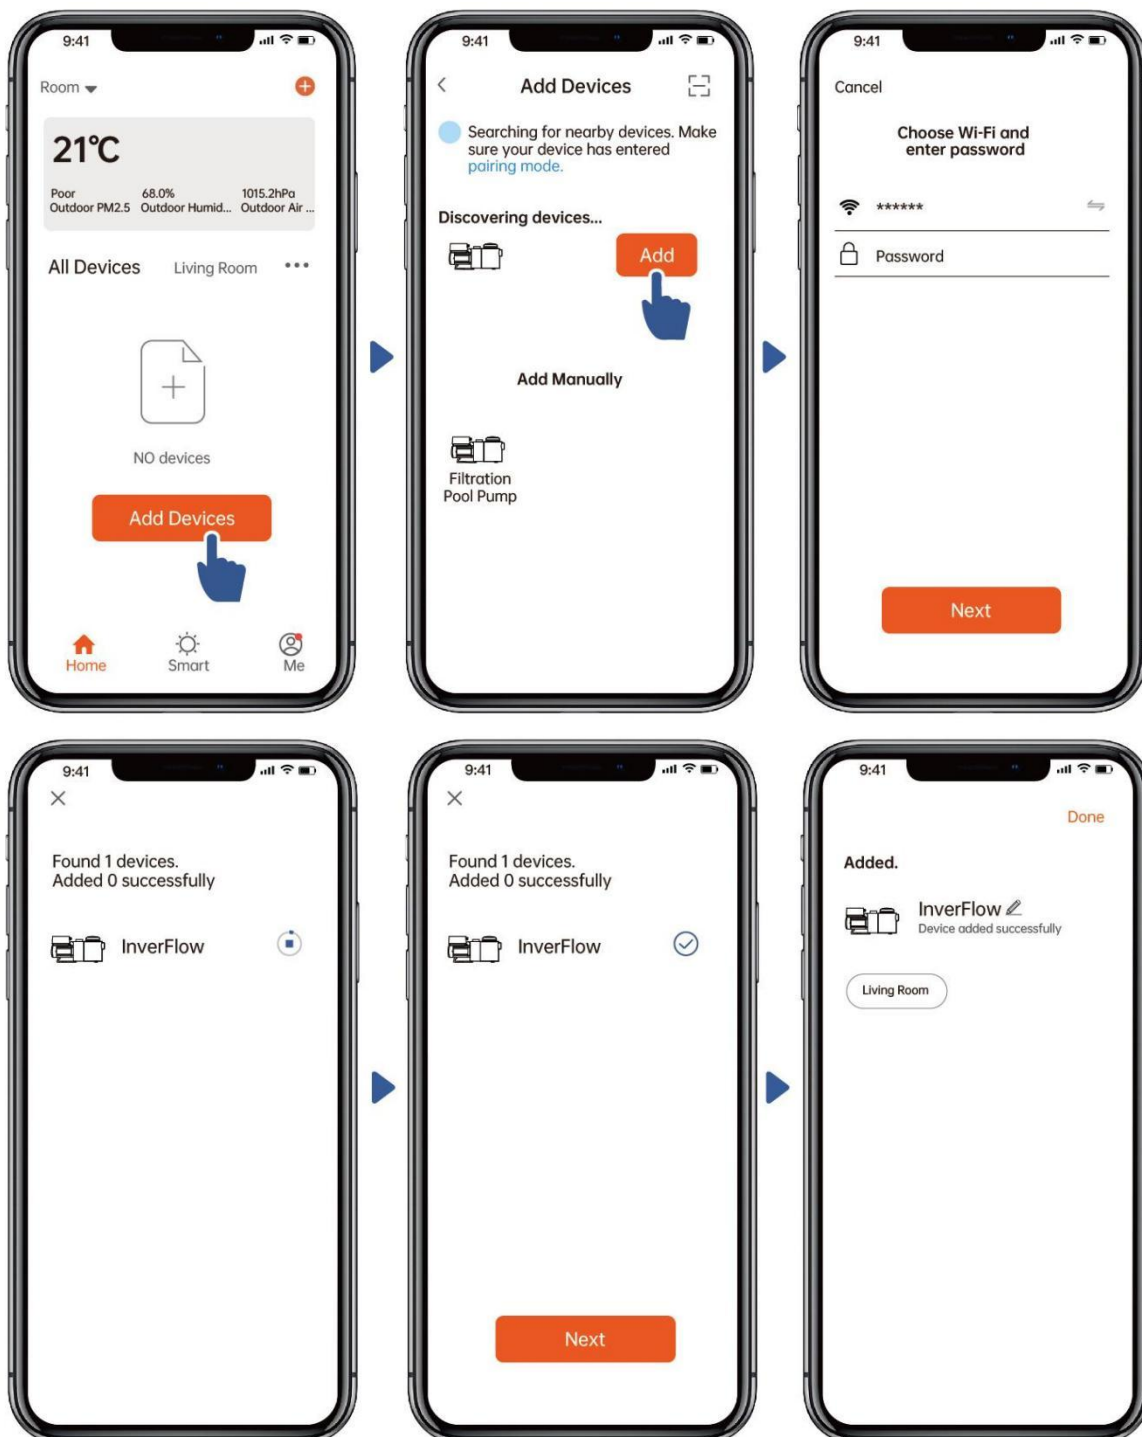 9:41
Room
21℃
Poor 68.0% 1015.2hPa
Outdoor PM2.5 Outdoor Humid... Outdoor Air ...
All Devices Living Room •••
NO devices
Add Devices
Home Smart Me
9:41
Add Devices
Searching for nearby devices. Make
sure your device has entered
pairing mode.
Discovering devices...
Add
Add Manually
Filtration
Pool Pump
9:41
Cancel
Choose Wi-Fi and
enter password
******
Password
Next
9:41
Found 1 devices.
Added 0 successfully
InverFlow
9:41
Found 1 devices.
Added 0 successfully
InverFlow
Next
9:41
Done
Added.
InverFlow
Device added successfully
Living Room